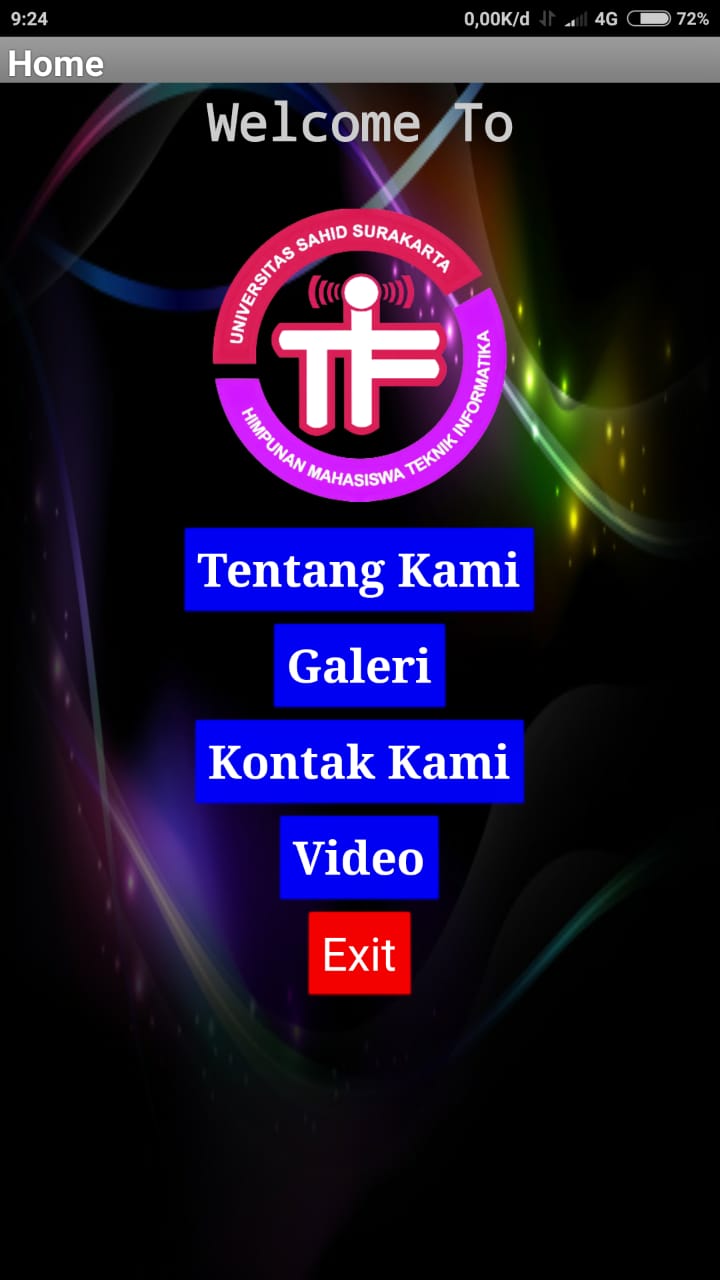 9:24 0,00K/d 4G 72%
Home
Welcome To
UNIVERSITAS SAHID SURAKARTA
TIF
HIMPUNAN MAHASISWA TEKNIK INFORMATIKA
Tentang Kami
Galeri
Kontak Kami
Video
Exit